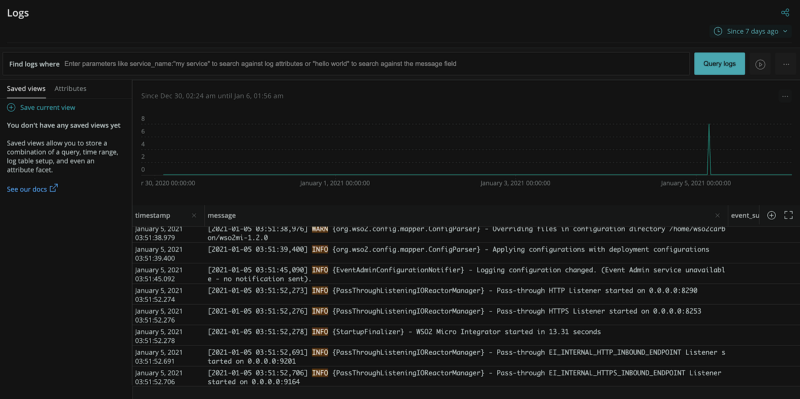 Logs
Since 7 days ago
Find logs where Enter parameters like service_name:"my service" to search against log attributes or "hello world" to search against the message field
Query logs
Saved views Attributes
Save current view
You don't have any saved views yet
Saved views allow you to store a
combination of a query, time range,
log table setup, and even an
attribute facet.
See our docs
Since Dec 30, 02:24 am until Jan 6, 01:56 am
8
6
4
2
0
r 30, 2020 00:00:00 January 1, 2021 00:00:00 January 3, 2021 00:00:00 January 5, 2021 00:00:00
timestamp message event_su
January 5, 2021 [2021-01-05 03:51:38,976] WARN {org.wso2.config.mapper.ConfigParser} - Overriding files in configuration directory /home/wso2carb
03:51:38.979 on/wso2mi-1.2.0
January 5, 2021 [2021-01-05 03:51:39,400] INFO {org.wso2.config.mapper.ConfigParser} - Applying configurations with deployment configurations
03:51:39.400
January 5, 2021 [2021-01-05 03:51:45,090] INFO {EventAdminConfigurationNotifier} - Logging configuration changed. (Event Admin service unavailab
03:51:45.092 le - no notification sent).
January 5, 2021 [2021-01-05 03:51:52,273] INFO {PassThroughListeningIOReactorManager} - Pass-through HTTP Listener started on 0.0.0.0:8290
03:51:52.274
January 5, 2021 [2021-01-05 03:51:52,276] INFO {PassThroughListeningIOReactorManager} - Pass-through HTTPS Listener started on 0.0.0.0:8253
03:51:52.276
January 5, 2021 [2021-01-05 03:51:52,278] INFO {StartupFinalizer} - WSO2 Micro Integrator started in 13.31 seconds
03:51:52.278
January 5, 2021 [2021-01-05 03:51:52,691] INFO {PassThroughListeningIOReactorManager} - Pass-through EI_INTERNAL_HTTP_INBOUND_ENDPOINT Listener s
03:51:52.691 tarted on 0.0.0.0:9201
January 5, 2021 [2021-01-05 03:51:52,706] INFO {PassThroughListeningIOReactorManager} - Pass-through EI_INTERNAL_HTTPS_INBOUND_ENDPOINT Listener
03:51:52.706 started on 0.0.0.0:9164